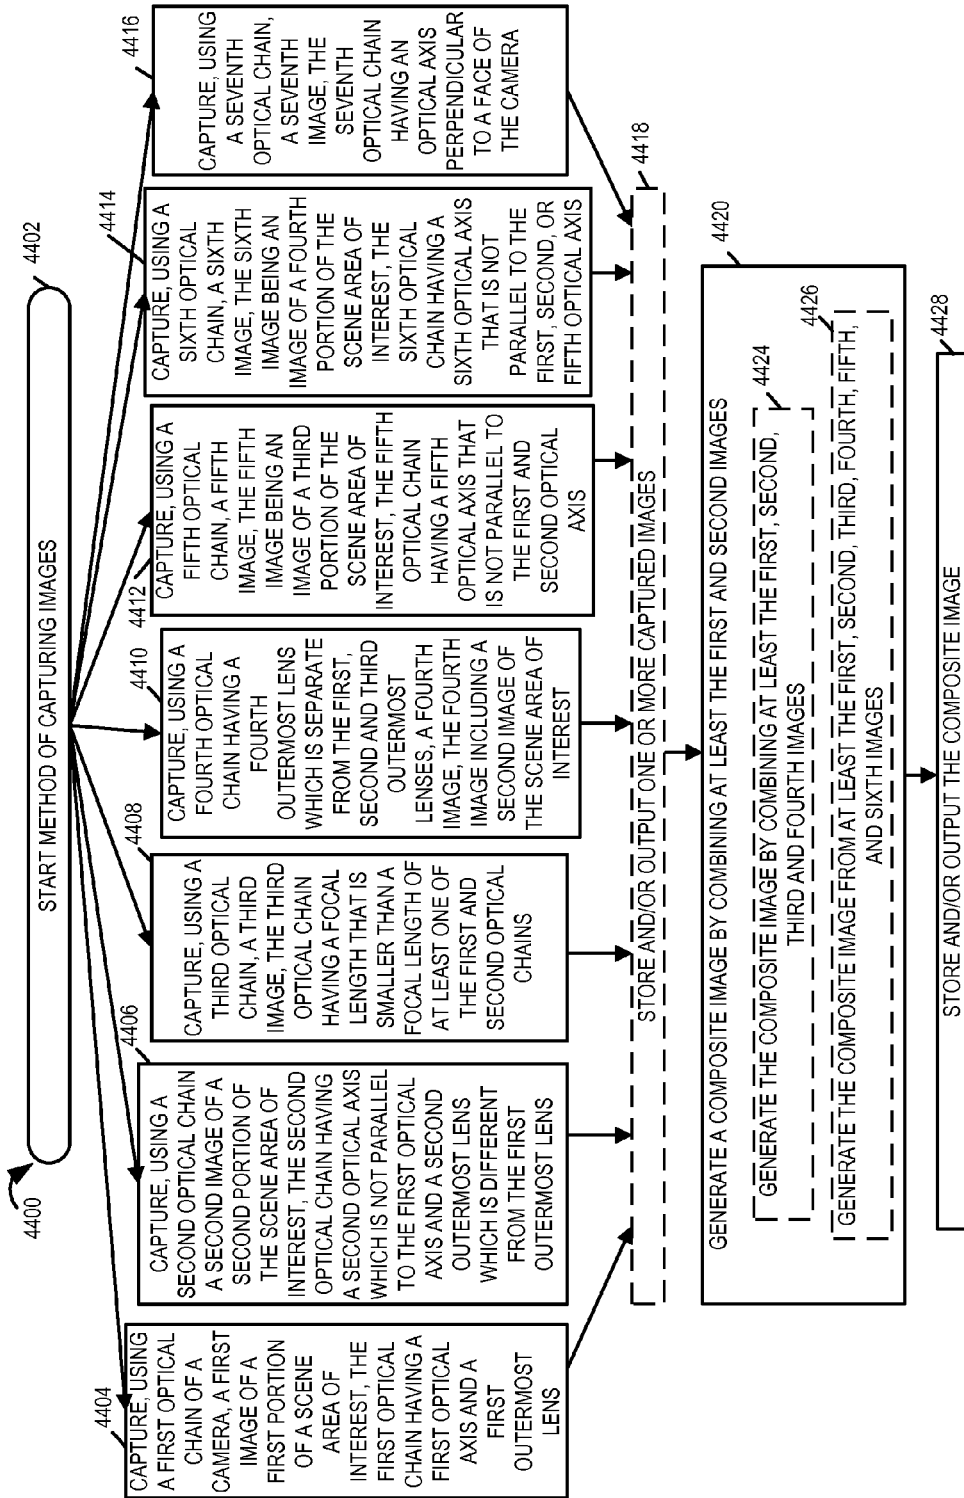 4400
START METHOD OF CAPTURING IMAGES
4402
4404
CAPTURE, USING
A FIRST OPTICAL
CHAIN OF A
CAMERA, A FIRST
IMAGE OF A
FIRST PORTION
OF A SCENE
AREA OF
INTEREST, THE
FIRST OPTICAL
CHAIN HAVING A
FIRST OPTICAL
AXIS AND A
FIRST
OUTERMOST
LENS
4406
CAPTURE, USING A
SECOND OPTICAL CHAIN
A SECOND IMAGE OF A
SECOND PORTION OF
THE SCENE AREA OF
INTEREST, THE SECOND
OPTICAL CHAIN HAVING
A SECOND OPTICAL AXIS
WHICH IS NOT PARALLEL
TO THE FIRST OPTICAL
AXIS AND A SECOND
OUTERMOST LENS
WHICH IS DIFFERENT
FROM THE FIRST
OUTERMOST LENS
4408
CAPTURE, USING A
THIRD OPTICAL
CHAIN, A THIRD
IMAGE, THE THIRD
OPTICAL CHAIN
HAVING A FOCAL
LENGTH THAT IS
SMALLER THAN A
FOCAL LENGTH OF
AT LEAST ONE OF
THE FIRST AND
SECOND OPTICAL
CHAINS
4410
CAPTURE, USING A
FOURTH OPTICAL
CHAIN HAVING A
FOURTH
OUTERMOST LENS
WHICH IS SEPARATE
FROM THE FIRST,
SECOND AND THIRD
OUTERMOST
LENSES, A FOURTH
IMAGE, THE FOURTH
IMAGE INCLUDING A
SECOND IMAGE OF
THE SCENE AREA OF
INTEREST
4412
CAPTURE, USING A
FIFTH OPTICAL
CHAIN, A FIFTH
IMAGE, THE FIFTH
IMAGE BEING AN
IMAGE OF A THIRD
PORTION OF THE
SCENE AREA OF
INTEREST, THE FIFTH
OPTICAL CHAIN
HAVING A FIFTH
OPTICAL AXIS THAT
IS NOT PARALLEL TO
THE FIRST AND
SECOND OPTICAL
AXIS
4414
CAPTURE, USING A
SIXTH OPTICAL
CHAIN, A SIXTH
IMAGE, THE SIXTH
IMAGE BEING AN
IMAGE OF A FOURTH
PORTION OF THE
SCENE AREA OF
INTEREST, THE
SIXTH OPTICAL
CHAIN HAVING A
SIXTH OPTICAL AXIS
THAT IS NOT
PARALLEL TO THE
FIRST, SECOND, OR
FIFTH OPTICAL AXIS
4416
CAPTURE, USING
A SEVENTH
OPTICAL CHAIN,
A SEVENTH
IMAGE, THE
SEVENTH
OPTICAL CHAIN
HAVING AN
OPTICAL AXIS
PERPENDICULAR
TO A FACE OF
THE CAMERA
4418
STORE AND/OR OUTPUT ONE OR MORE CAPTURED IMAGES
4420
GENERATE A COMPOSITE IMAGE BY COMBINING AT LEAST THE FIRST AND SECOND IMAGES
4424
GENERATE THE COMPOSITE IMAGE BY COMBINING AT LEAST THE FIRST, SECOND,
THIRD AND FOURTH IMAGES
4426
GENERATE THE COMPOSITE IMAGE FROM AT LEAST THE FIRST, SECOND, THIRD, FOURTH, FIFTH,
AND SIXTH IMAGES
4428
STORE AND/OR OUTPUT THE COMPOSITE IMAGE